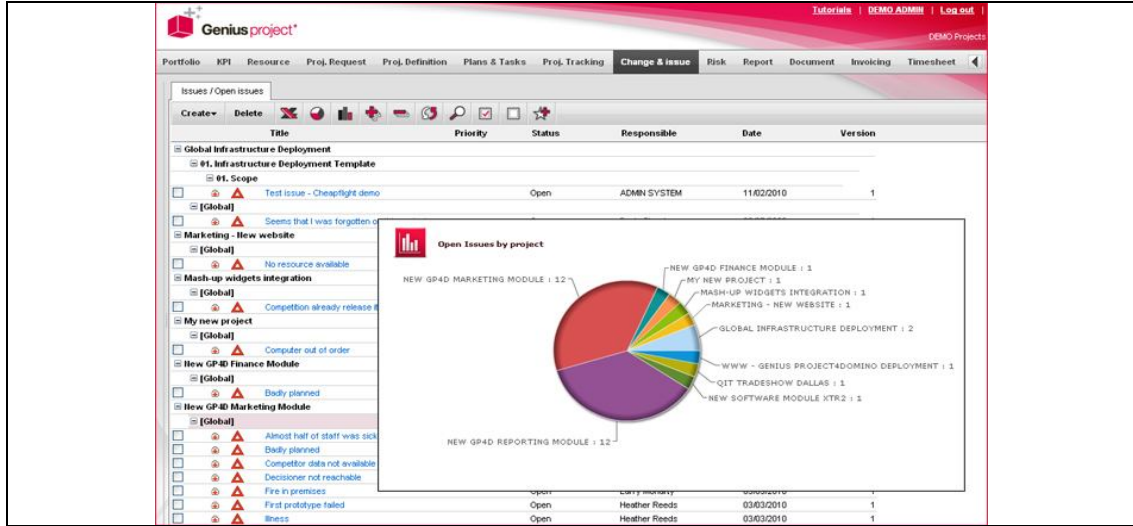 Tutorials | DEMO ADMIN | Log out |
Genius project
DEMO Projects
Portfolio KPI Resource Proj. Request Proj. Definition Plans & Tasks Proj. Tracking Change & issue Risk Report Document Invoicing Timesheet
Issues / Open issues
Create Delete
Title Priority Status Responsible Date Version
Global Infrastructure Deployment
01. Infrastructure Deployment Template
01. Scope
Test issue - Cheapflight demo Open ADMIN SYSTEM 11/02/2010 1
[Global]
Seems that I was forgotten
Marketing - New website
[Global]
No resource available
Mash-up widgets integration
[Global]
Competition already release
My new project
[Global]
Computer out of order
New GP4D Finance Module
[Global]
Badly planned
New GP4D Marketing Module
[Global]
Almost half of staff was sick
Badly planned
Competitor data not available
Decisioner not reachable
Fire in premises Open Larry Moriarty 03/03/2010 1
First prototype failed Open Heather Reeds 03/03/2010 1
Illness Open Heather Reeds 03/03/2010 1
Open Issues by project
NEW GP4D MARKETING MODULE : 12
NEW GP4D FINANCE MODULE : 1
MY NEW PROJECT : 1
MASH-UP WIDGETS INTEGRATION : 1
MARKETING - NEW WEBSITE : 1
GLOBAL INFRASTRUCTURE DEPLOYMENT : 2
WWW - GENIUS PROJECT4DOMINO DEPLOYMENT : 1
QIT TRADESHOW DALLAS : 1
NEW SOFTWARE MODULE XTR2 : 1
NEW GP4D REPORTING MODULE : 12